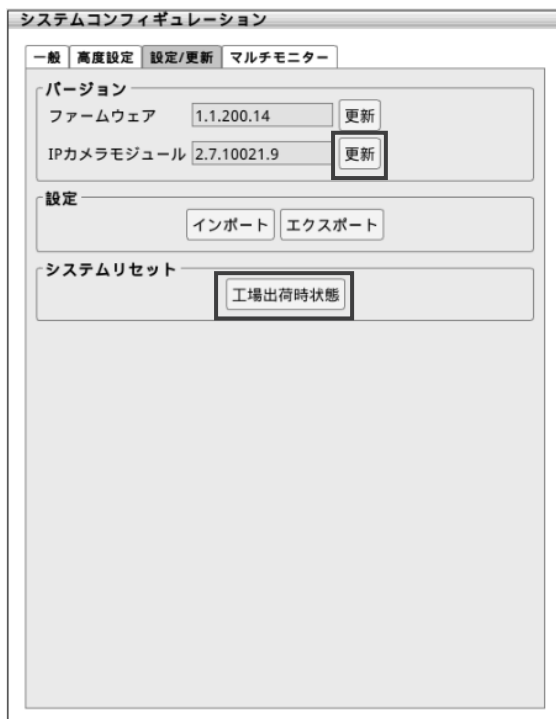 システムコンフィギュレーション
一般 高度設定 設定/更新 マルチモニター
バージョン
ファームウェア 1.1.200.14 更新
IPカメラモジュール 2.7.10021.9 更新
設定
インポート エクスポート
システムリセット
工場出荷時状態